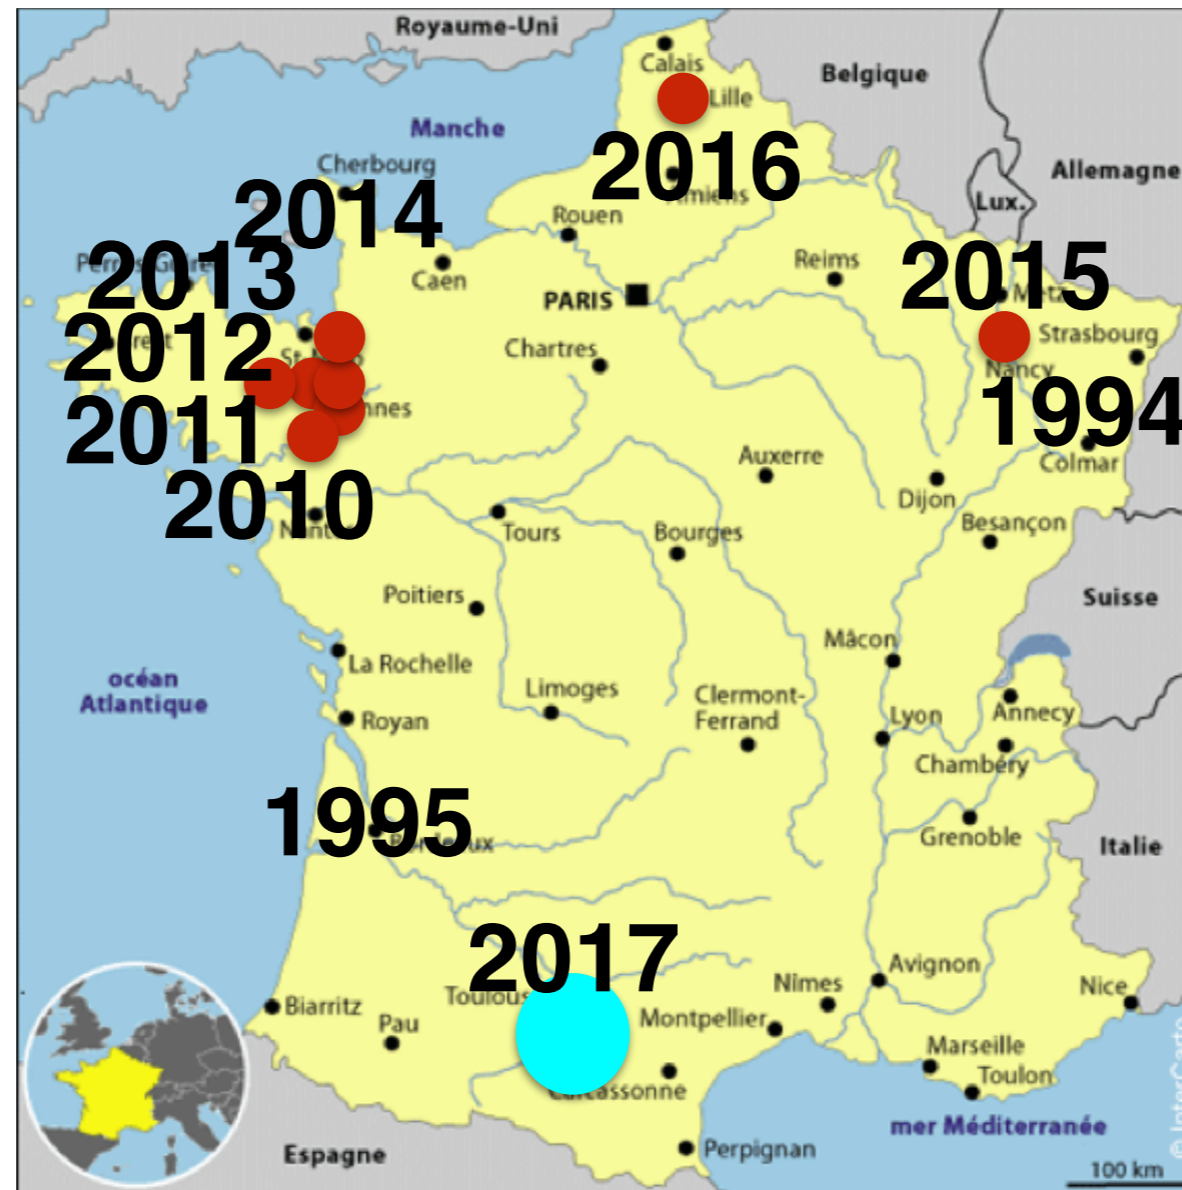 Royaume-Uni
Calais
Belgique
Lille
Manche
2016
Cherbourg
Allemagne
2014
Lux.
Rouen
2013
Caen
Reims
2015
PARIS
Metz
2012
Chartres
Strasbourg
Nancy
1994
2011
Auxerre
Colmar
2010
Dijon
Besançon
Tours
Bourges
Poitiers
Suisse
Mâcon
La Rochelle
océan
Atlantique
Limoges
Clermont-
Ferrand
Annecy
Royan
Lyon
Chambéry
1995
Grenoble
Italie
2017
Avignon
Nîmes
Nice
Biarritz
Montpellier
Pau
Marseille
Toulon
mer Méditerranée
Espagne
Perpignan
100 km